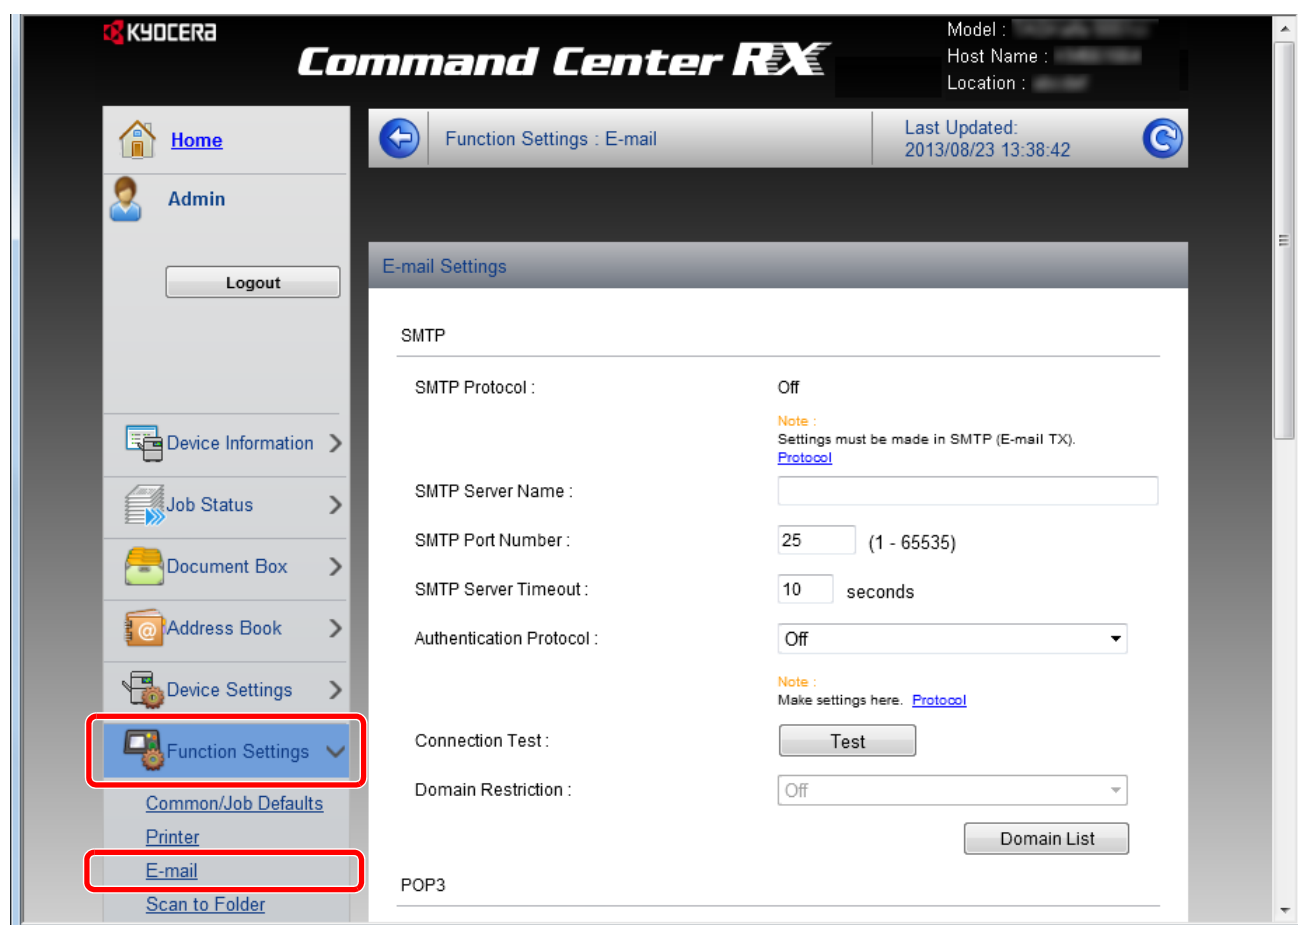 KYOCERA
Command Center RX
Model :
Host Name :
Location :
Home
Admin
Logout
Function Settings : E-mail
Last Updated:
2013/08/23 13:38:42
Device Information
Job Status
Document Box
Address Book
Device Settings
Function Settings
Common/Job Defaults
Printer
E-mail
Scan to Folder
E-mail Settings
SMTP
SMTP Protocol : Off
Note :
Settings must be made in SMTP (E-mail TX).
Protocol
SMTP Server Name :
SMTP Port Number : 25 (1 - 65535)
SMTP Server Timeout : 10 seconds
Authentication Protocol : Off
Note :
Make settings here. Protocol
Connection Test : Test
Domain Restriction : Off
Domain List
POP3